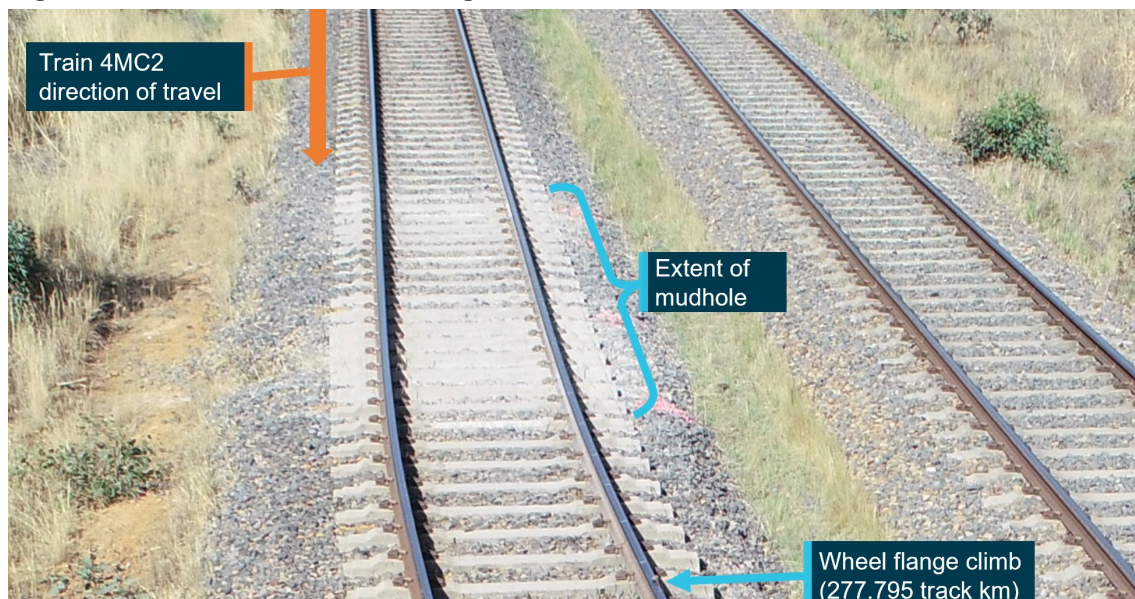 Train 4MC2
direction of travel
Extent of
mudhole
Wheel flange climb
(277.795 track km)